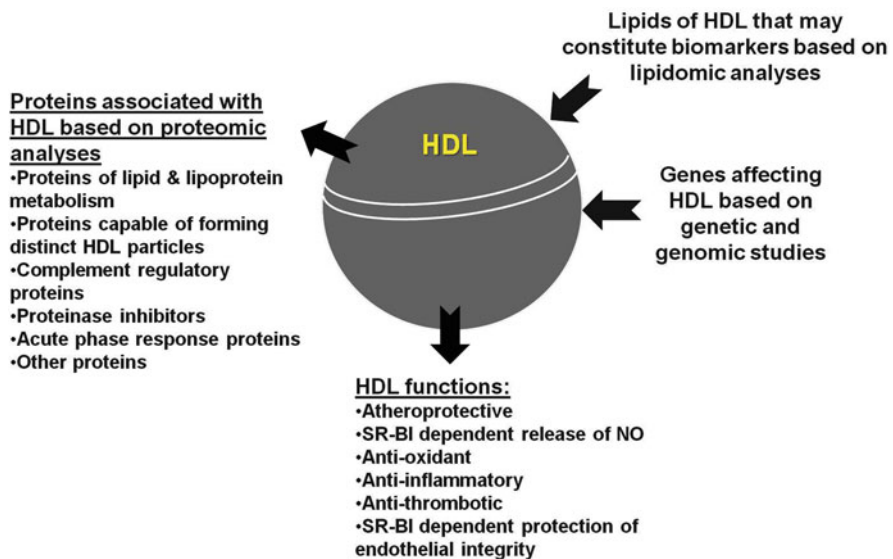 Lipids of HDL that may
constitute biomarkers based on
lipidomic analyses
Proteins associated with
HDL based on proteomic
analyses
•Proteins of lipid & lipoprotein
metabolism
•Proteins capable of forming
distinct HDL particles
•Complement regulatory
proteins
•Proteinase inhibitors
•Acute phase response proteins
•Other proteins
HDL
Genes affecting
HDL based on
genetic and
genomic studies
HDL functions:
•Atheroprotective
•SR-BI dependent release of NO
•Anti-oxidant
•Anti-inflammatory
•Anti-thrombotic
•SR-BI dependent protection of
endothelial integrity